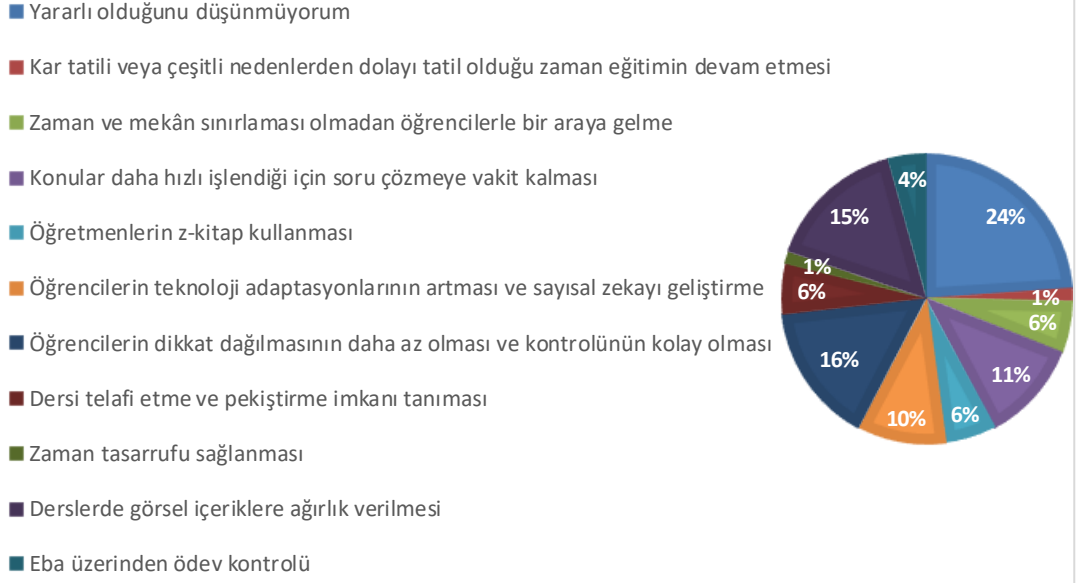 Yararlı olduğunu düşünmüyorum
Kar tatili veya çeşitli nedenlerden dolayı tatil olduğu zaman eğitimin devam etmesi
Zaman ve mekân sınırlaması olmadan öğrencilerle bir araya gelme
Konular daha hızlı işlendiği için soru çözmeye vakit kalması
Öğretmenlerin z-kitap kullanması
Öğrencilerin teknoloji adaptasyonlarının artması ve sayısal zekayı geliştirme
Öğrencilerin dikkat dağılmasının daha az olması ve kontrolünün kolay olması
Dersi telafi etme ve pekiştirme imkanı tanıması
Zaman tasarrufu sağlanması
Derslerde görsel içeriklere ağırlık verilmesi
Eba üzerinden ödev kontrolü
24%
1%
6%
11%
6%
10%
16%
6%
1%
15%
4%